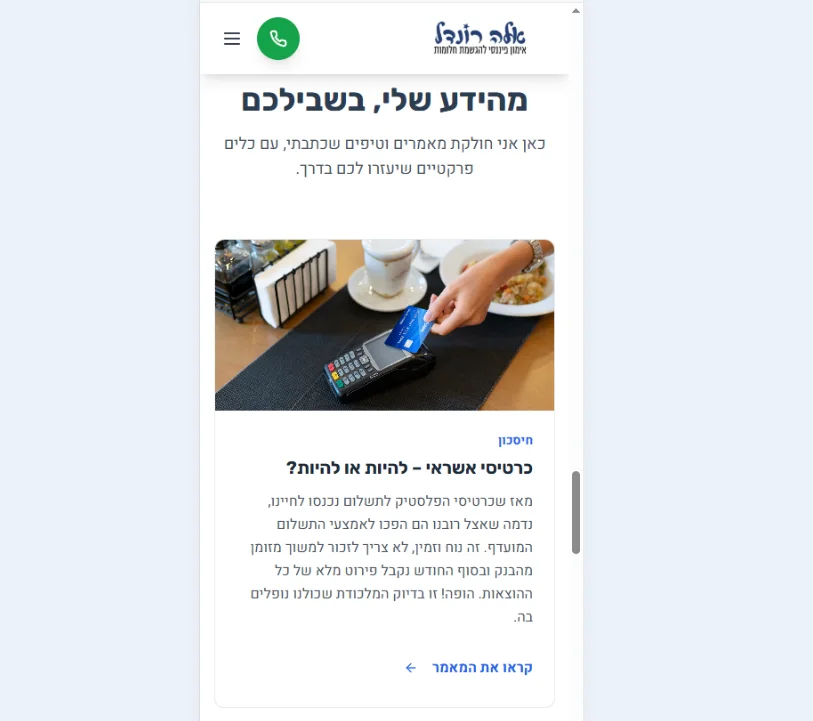 אלה רונדל
אימון פיננסי להגשמת חלומות
מהידע שלי, בשבילכם
כאן אני חולקת מאמרים וטיפים שכתבתי, עם כלים
פרקטיים שיעזרו לכם בדרך.
חיסכון
כרטיסי אשראי – להיות או להיות?
מאז שכרטיסי הפלסטיק לתשלום נכנסו לחיינו,
נדמה שאצל רובנו הם הפכו לאמצעי התשלום
המועדף. זה נוח וזמין, לא צריך לזכור למשוך מזומן
מהבנק ובסוף החודש נקבל פירוט מלא של כל
ההוצאות. הופה! זו בדיוק המלכודת שכולנו נופלים
בה.
קראו את המאמר